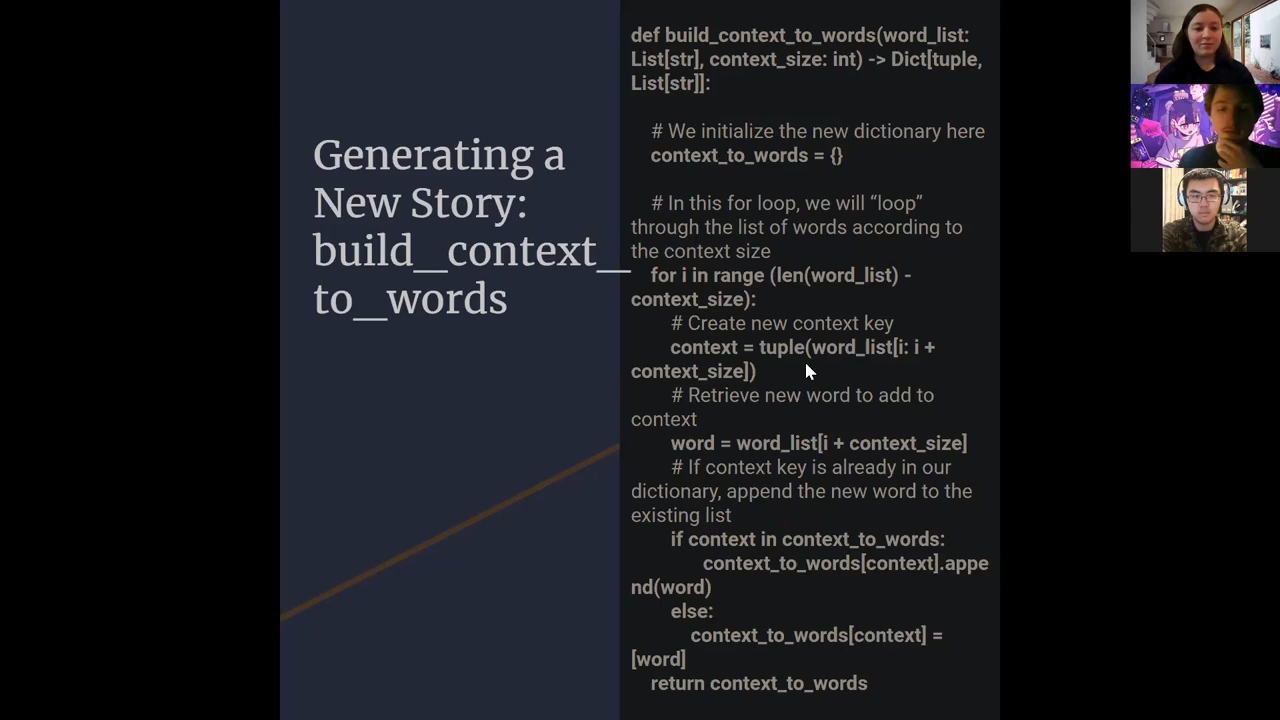 Generating a
New Story:
build_context_
to_words
def build_context_to_words(word_list:
List[str], context_size: int) -> Dict[tuple,
List[str]]:
# We initialize the new dictionary here
context_to_words = {}
# In this for loop, we will “loop”
through the list of words according to
the context size
for i in range (len(word_list) -
context_size):
# Create new context key
context = tuple(word_list[i: i +
context_size])
# Retrieve new word to add to
context
word = word_list[i + context_size]
# If context key is already in our
dictionary, append the new word to the
existing list
if context in context_to_words:
context_to_words[context].appe
nd(word)
else:
context_to_words[context] =
[word]
return context_to_words